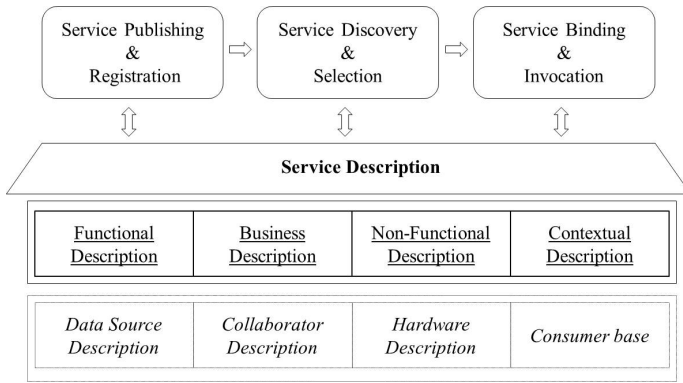 Service Publishing
&
Registration
Service Discovery
&
Selection
Service Binding
&
Invocation
Service Description
Functional
Description
Business
Description
Non-Functional
Description
Contextual
Description
Data Source
Description
Collaborator
Description
Hardware
Description
Consumer base